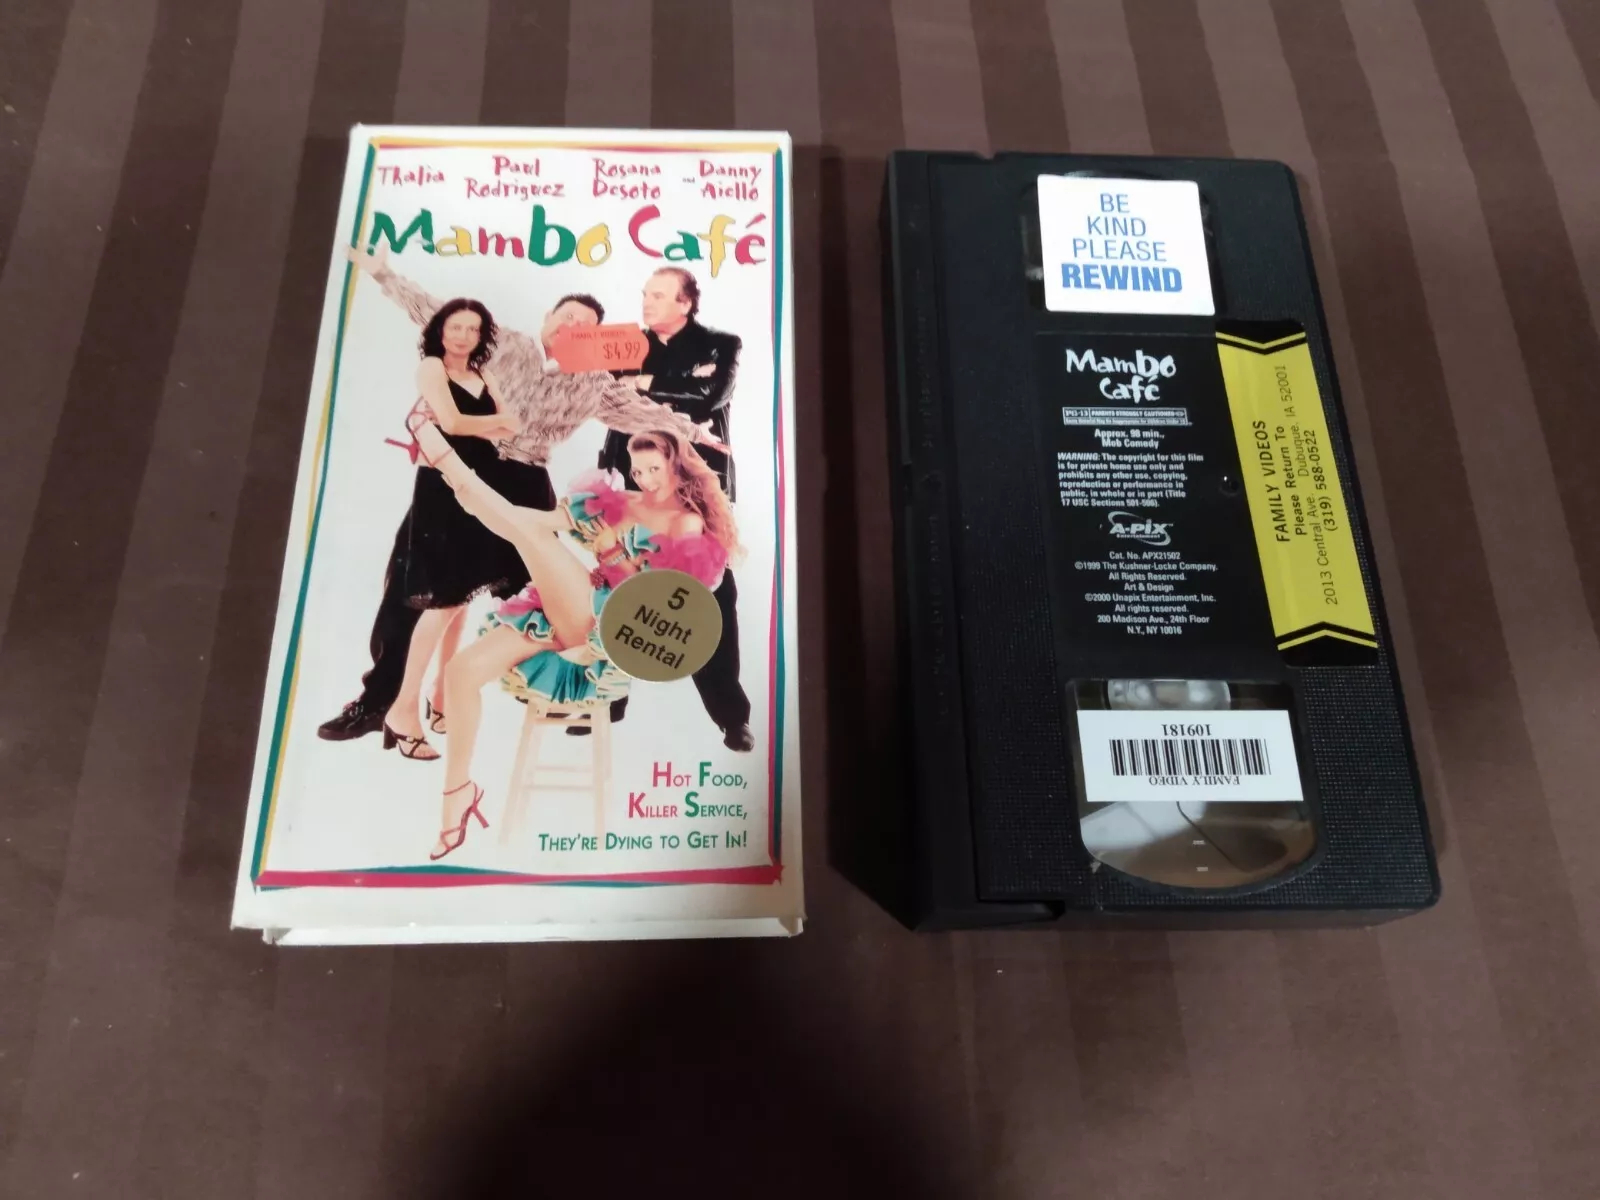 Thalia
Paul
Rodriguez
Rosana
Desoto
and Danny
Aiello
Mambo Café
$4.99
5
Night
Rental
HOT FOOD,
KILLER SERVICE,
THEY'RE DYING TO GET IN!
BE
KIND
PLEASE
REWIND
Mambo
Café
PG-13 PARENTS STRONGLY CAUTIONED
Approx. 98 min.,
Mob Comedy
WARNING: The copyright for this film
is for private home use only and
prohibits any other use, copying,
reproduction or performance in
public, in whole or in part (Title
17 USC Sections 501-506).
A-PIX
Entertainment
Cat. No. APX21502
©1999 The Kushner-Locke Company.
All Rights Reserved.
Art & Design
©2000 Unapix Entertainment, Inc.
All rights reserved.
200 Madison Ave., 24th Floor
N.Y., NY 10016
FAMILY VIDEOS
Please Return To
2013 Central Ave. Dubuque, IA 52001
(319) 588-0522
FAMILY VIDEO
109181